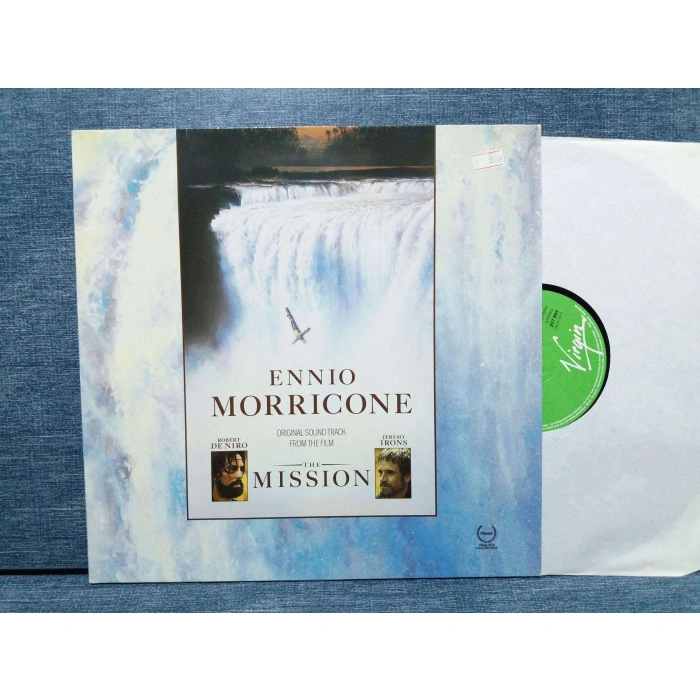 ENNIO
MORRICONE
ORIGINAL SOUND TRACK
FROM THE FILM
ROBERT
DE NIRO
JEREMY
IRONS
THE
MISSION
Virgin